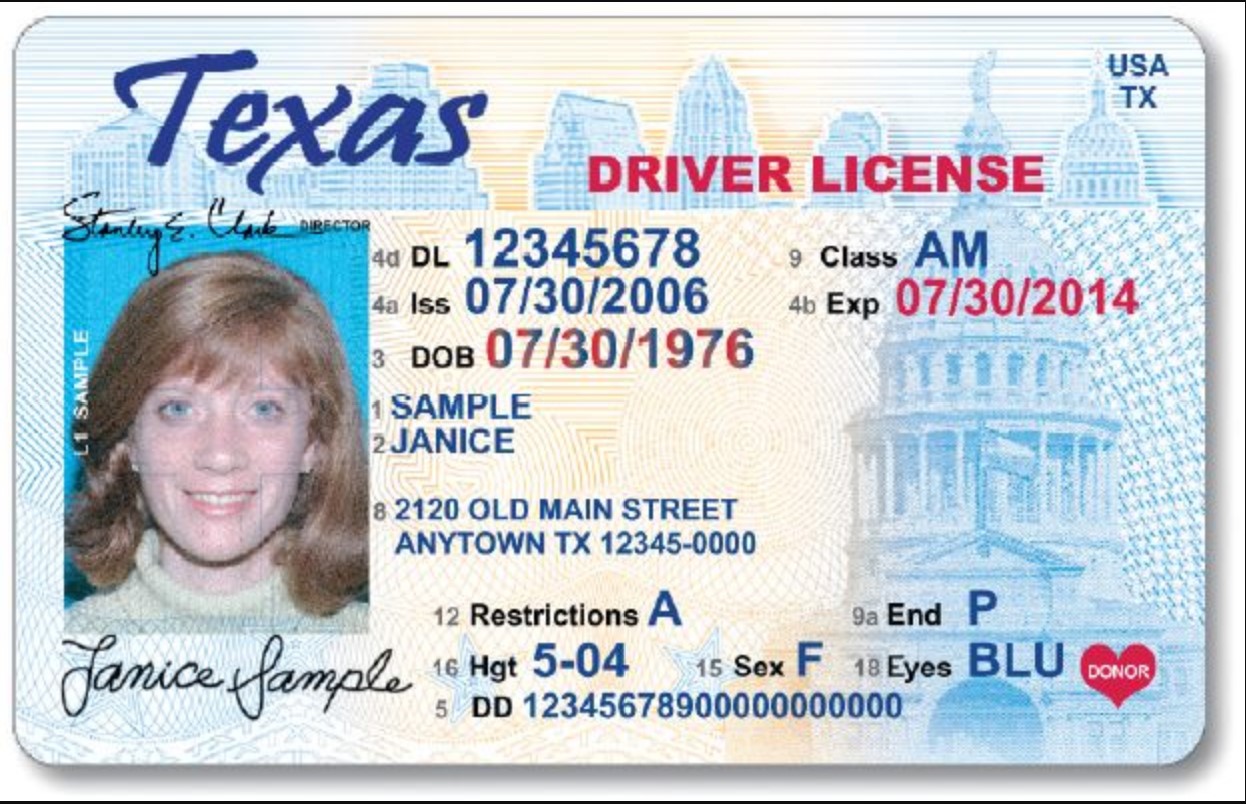 Texas
USA
TX
DRIVER LICENSE
Stanley E. Clark DIRECTOR
4d DL 12345678 9 Class AM
4a Iss 07/30/2006 4b Exp 07/30/2014
3 DOB 07/30/1976
L1 SAMPLE
1 SAMPLE
2 JANICE
8 2120 OLD MAIN STREET
ANYTOWN TX 12345-0000
12 Restrictions A 9a End P
16 Hgt 5-04 15 Sex F 18 Eyes BLU DONOR
Janice Sample
5 DD 12345678900000000000